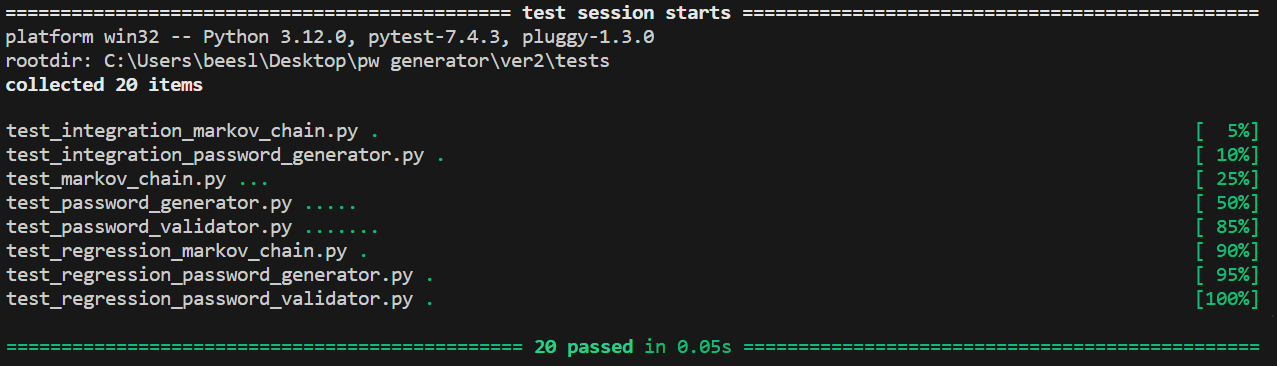 ============================================== test session starts ===============================================
platform win32 -- Python 3.12.0, pytest-7.4.3, pluggy-1.3.0
rootdir: C:\Users\beesl\Desktop\pw generator\ver2\tests
collected 20 items
test_integration_markov_chain.py . [  5%]
test_integration_password_generator.py . [ 10%]
test_markov_chain.py ... [ 25%]
test_password_generator.py ..... [ 50%]
test_password_validator.py ....... [ 85%]
test_regression_markov_chain.py . [ 90%]
test_regression_password_generator.py . [ 95%]
test_regression_password_validator.py . [100%]
=============================================== 20 passed in 0.05s ===============================================